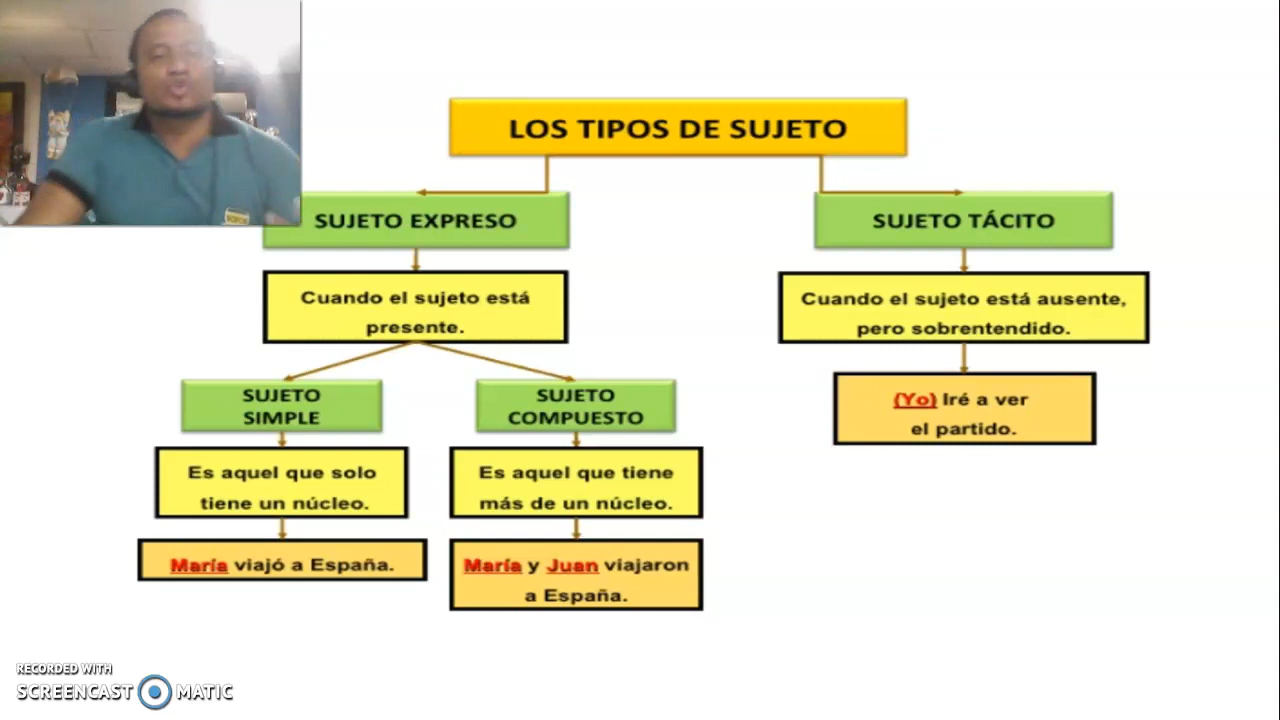 LOS TIPOS DE SUJETO
SUJETO EXPRESO
Cuando el sujeto está
presente.
SUJETO
SIMPLE
Es aquel que solo
tiene un núcleo.
María viajó a España.
SUJETO
COMPUESTO
Es aquel que tiene
más de un núcleo.
María y Juan viajaron
a España.
SUJETO TÁCITO
Cuando el sujeto está ausente,
pero sobrentendido.
(Yo) Iré a ver
el partido.
RECORDED WITH
SCREENCAST MATIC